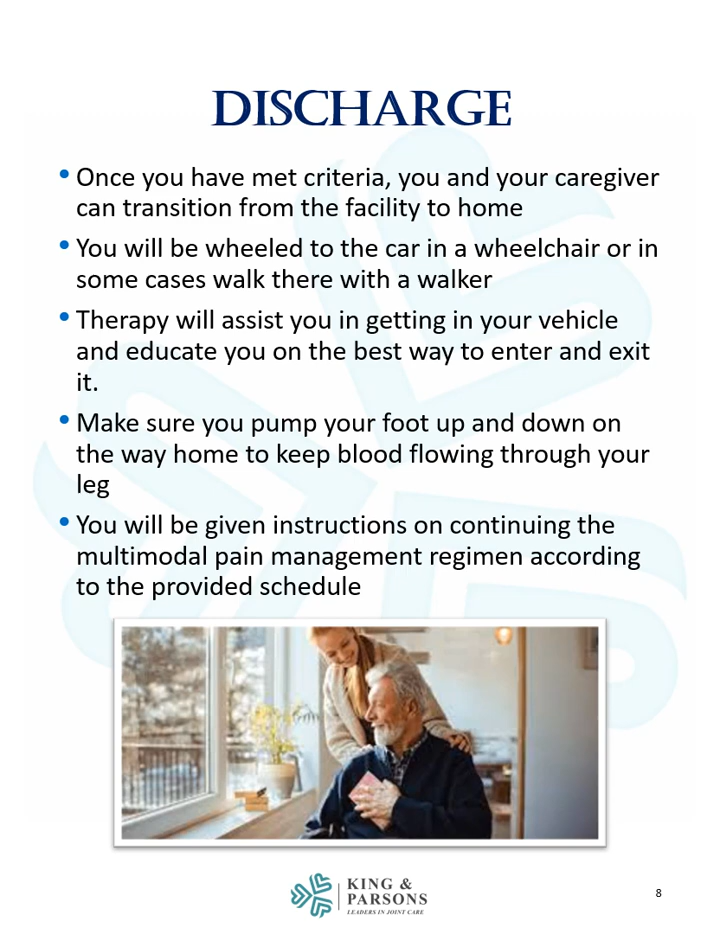 DISCHARGE
• Once you have met criteria, you and your caregiver
can transition from the facility to home
• You will be wheeled to the car in a wheelchair or in
some cases walk there with a walker
• Therapy will assist you in getting in your vehicle
and educate you on the best way to enter and exit
it.
• Make sure you pump your foot up and down on
the way home to keep blood flowing through your
leg
• You will be given instructions on continuing the
multimodal pain management regimen according
to the provided schedule
KING &
PARSONS
LEADERS IN JOINT CARE
8